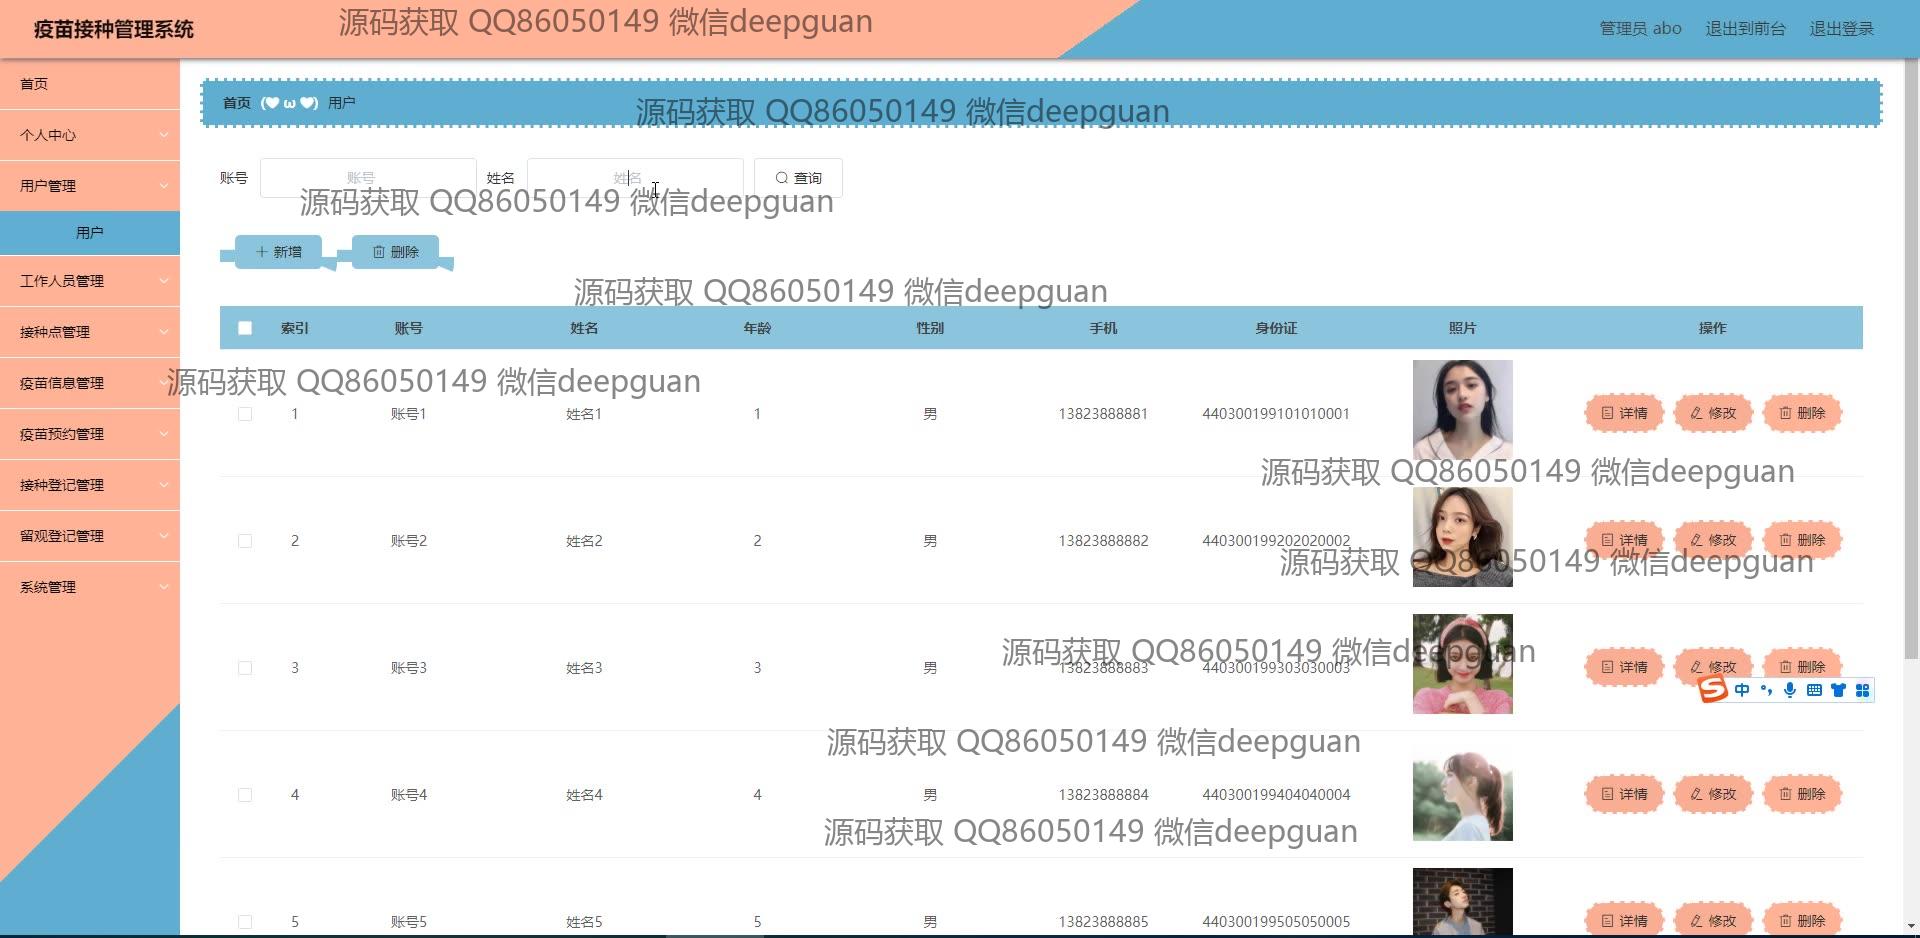 疫苗接种管理系统
源码获取 QQ86050149 微信deepguan
管理员 abo 退出到前台 退出登录
首页
个人中心
用户管理
用户
工作人员管理
接种点管理
疫苗信息管理
疫苗预约管理
接种登记管理
留观登记管理
系统管理
首页 (❤ ω ❤) 用户
源码获取 QQ86050149 微信deepguan
账号 账号 姓名 姓名 查询
源码获取 QQ86050149 微信deepguan
新增 删除
源码获取 QQ86050149 微信deepguan
索引 账号 姓名 年龄 性别 手机 身份证 照片 操作
源码获取 QQ86050149 微信deepguan
1 账号1 姓名1 1 男 13823888881 440300199101010001 详情 修改 删除
源码获取 QQ86050149 微信deepguan
2 账号2 姓名2 2 男 13823888882 440300199202020002 详情 修改 删除
源码获取 QQ86050149 微信deepguan
源码获取 QQ86050149 微信deepguan
3 账号3 姓名3 3 男 13823888883 440300199303030003 详情 修改 删除
中
源码获取 QQ86050149 微信deepguan
4 账号4 姓名4 4 男 13823888884 440300199404040004 详情 修改 删除
源码获取 QQ86050149 微信deepguan
5 账号5 姓名5 5 男 13823888885 440300199505050005 详情 修改 删除